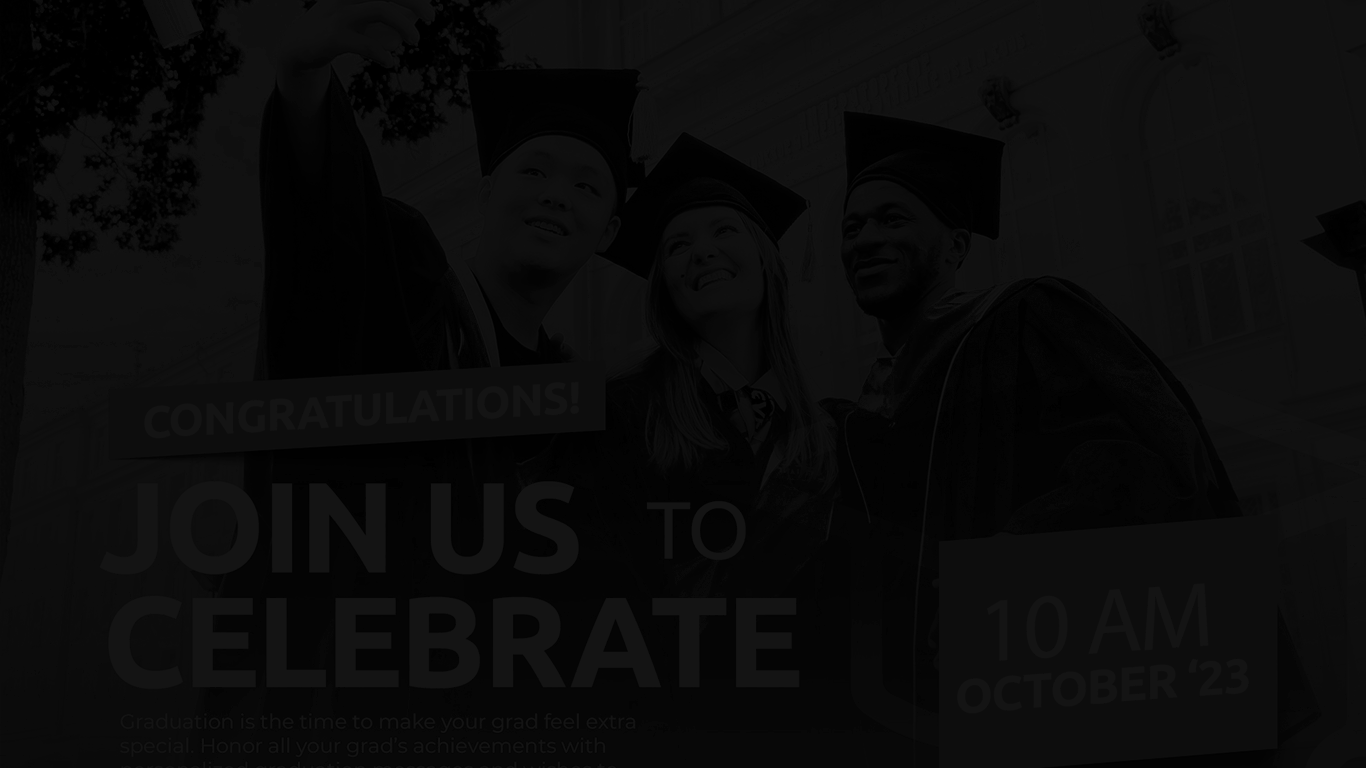 CONGRATULATIONS!
JOIN US TO
CELEBRATE
10 AM
OCTOBER ‘23
Graduation is the time to make your grad feel extra
special. Honor all your grad's achievements with